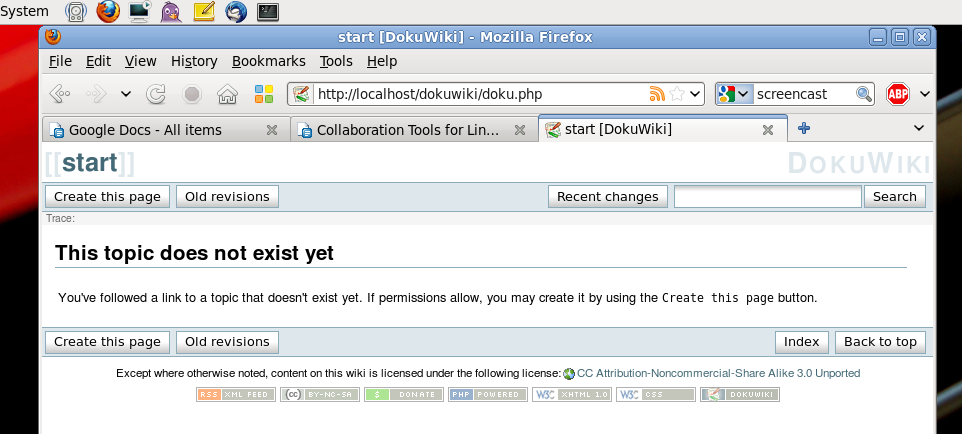 System
start [DokuWiki] - Mozilla Firefox
File Edit View History Bookmarks Tools Help
http://localhost/dokuwiki/doku.php screencast ABP
Google Docs - All items Collaboration Tools for Lin... start [DokuWiki]
[[start]] DOKUWIKI
Create this page Old revisions Recent changes Search
Trace:
This topic does not exist yet
You've followed a link to a topic that doesn't exist yet. If permissions allow, you may create it by using the Create this page button.
Create this page Old revisions Index Back to top
Except where otherwise noted, content on this wiki is licensed under the following license: CC Attribution-Noncommercial-Share Alike 3.0 Unported
RSS XML FEED cc BY-NC-SA $ DONATE PHP POWERED W3C XHTML 1.0 W3C CSS DOKUWIKI